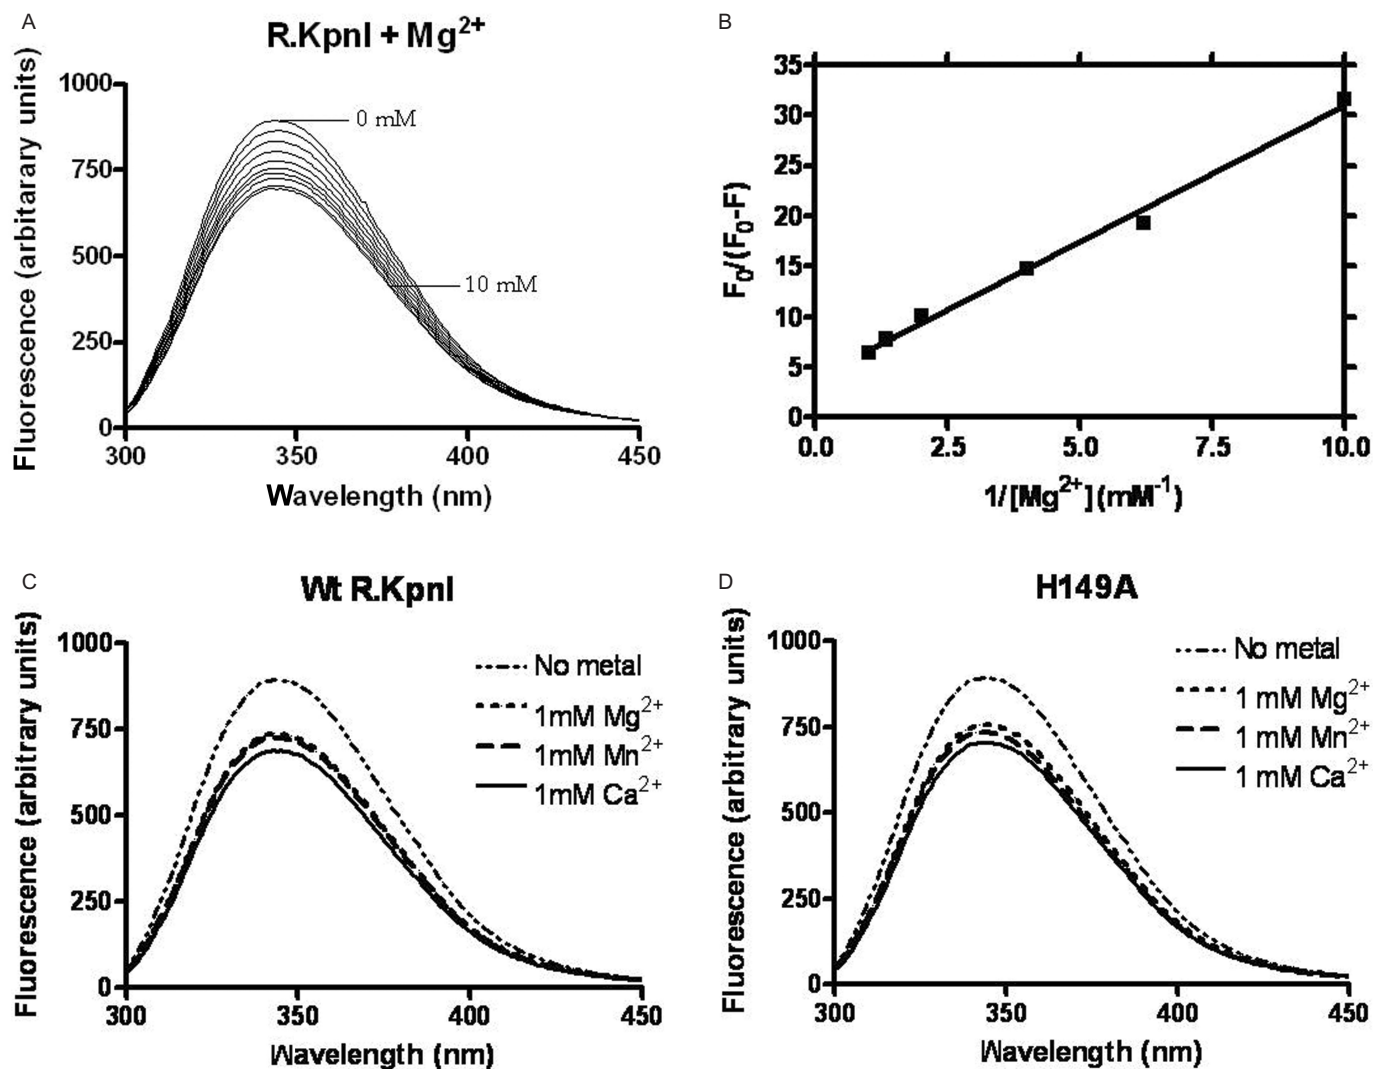 A
R.KpnI + Mg²⁺
Fluorescence (arbitarary units)
1000
750
500
250
0
0 mM
10 mM
300
350
400
450
Wavelength (nm)
B
F₀/(F₀-F)
35
30
25
20
15
10
5
0
0.0
2.5
5.0
7.5
10.0
1/[Mg²⁺](mM⁻¹)
C
Wt R.KpnI
Fluorescence (arbitrary units)
1000
750
500
250
0
No metal
1mM Mg²⁺
1mM Mn²⁺
1mM Ca²⁺
300
350
400
450
Wavelength (nm)
D
H149A
Fluorescence (arbitrary units)
1000
750
500
250
0
No metal
1 mM Mg²⁺
1 mM Mn²⁺
1 mM Ca²⁺
300
350
400
450
Wavelength (nm)